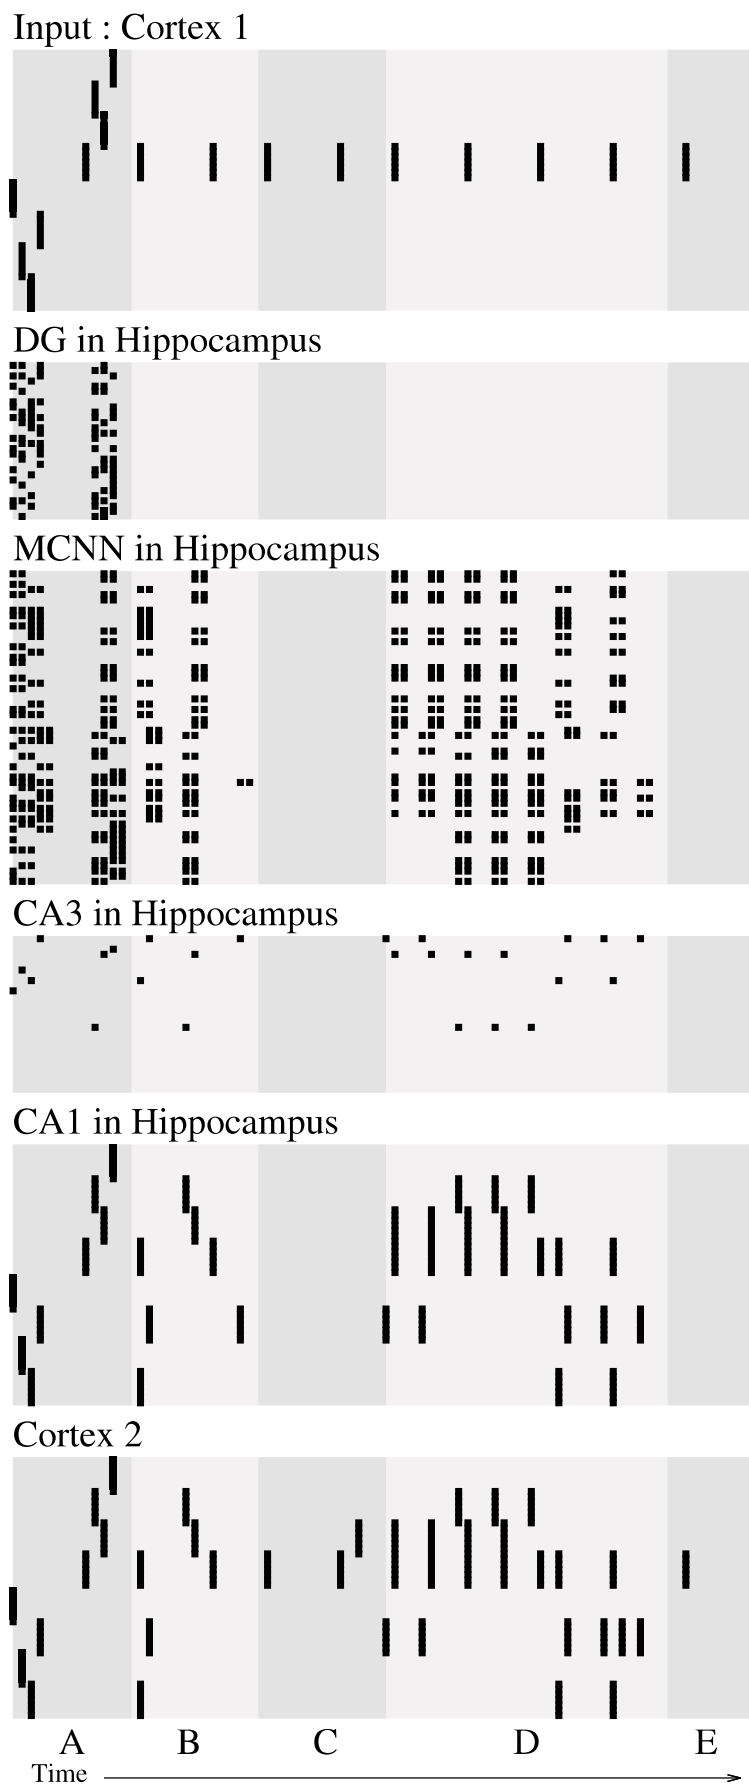 Input : Cortex 1
DG in Hippocampus
MCNN in Hippocampus
CA3 in Hippocampus
CA1 in Hippocampus
Cortex 2
A B C D E
Time